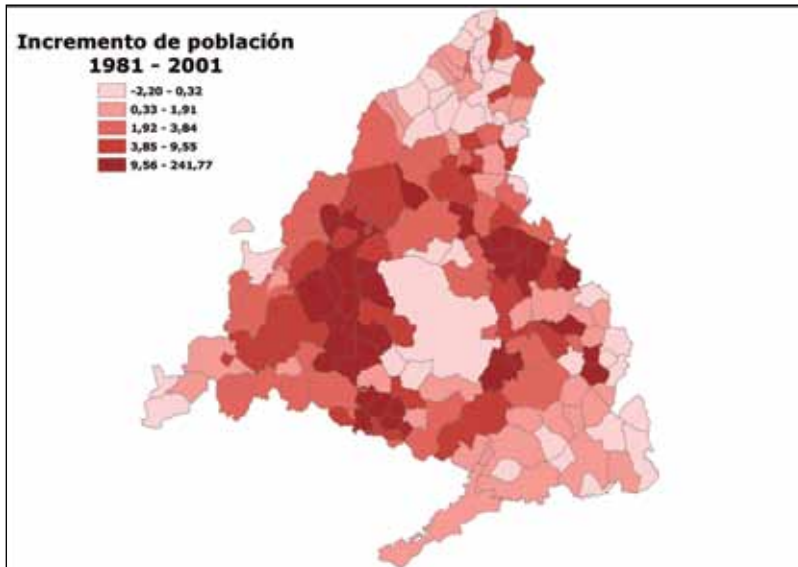 Incremento de población
1981 - 2001
-2,20 - 0,32
0,33 - 1,91
1,92 - 3,84
3,85 - 9,55
9,56 - 241,77